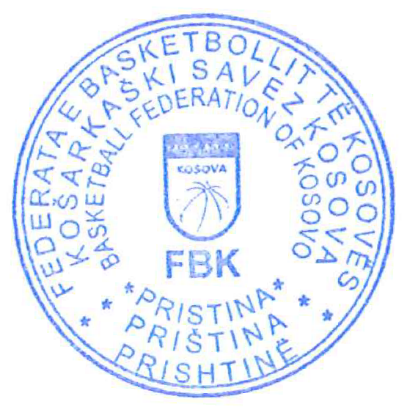 FEDERATA E BASKETBOLLIT TË KOSOVËS
KOŠARKAŠKI SAVEZ KOSOVA
BASKETBALL FEDERATION OF KOSOVO
KOSOVA
FBK
* PRISTINA *
* PRIŠTINA *
* PRISHTINË *